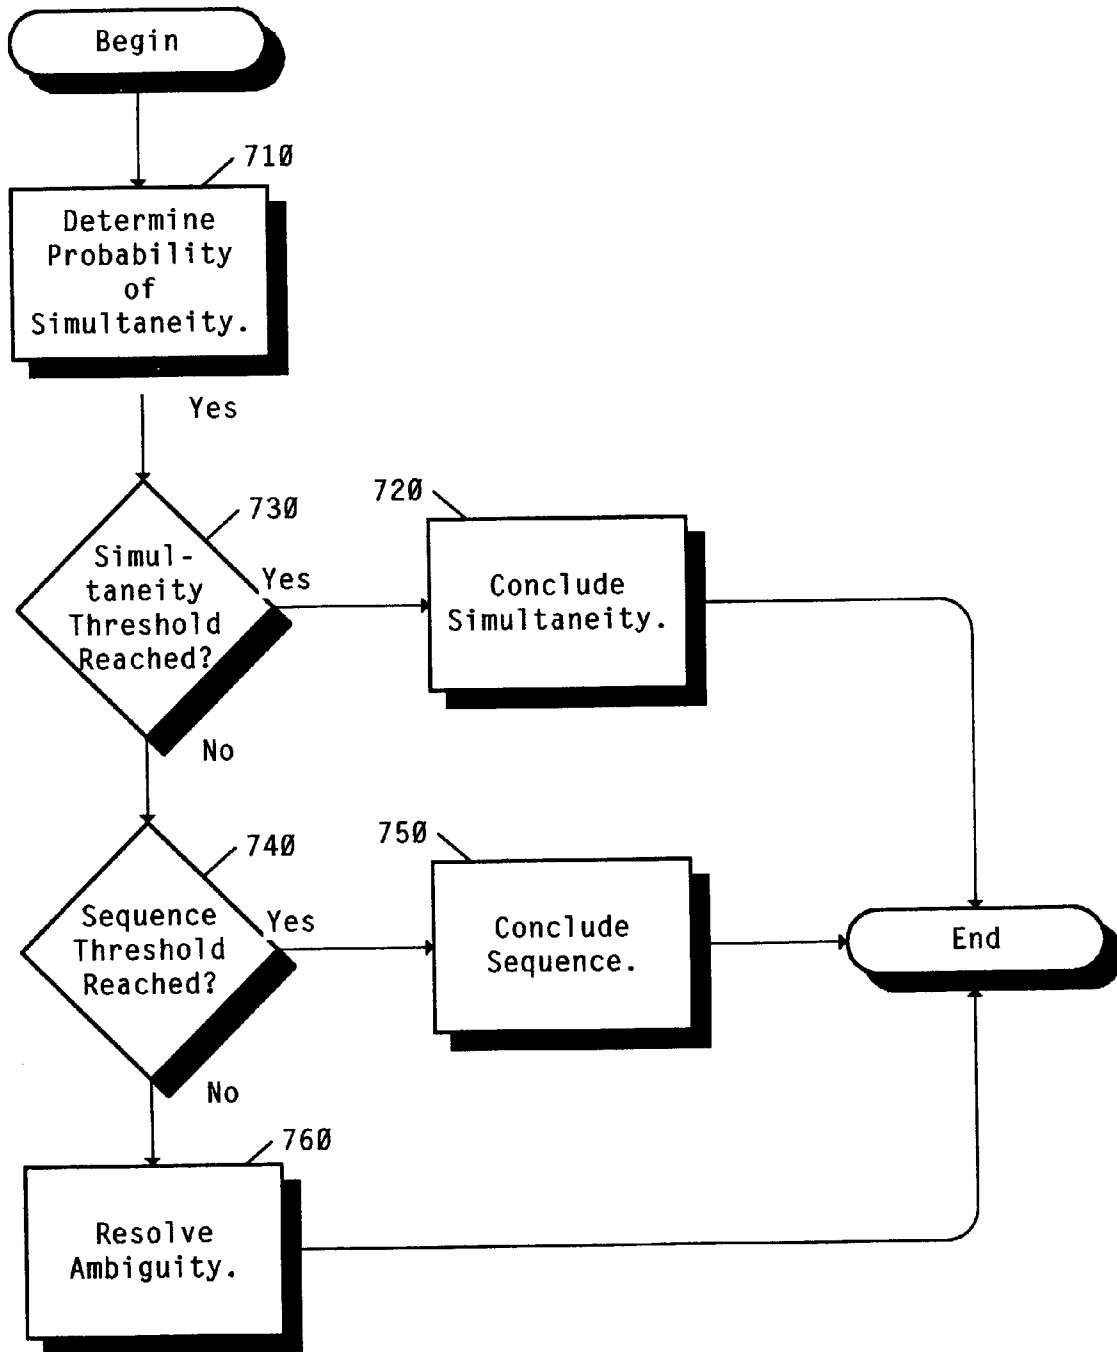 Begin
710
Determine
Probability
of
Simultaneity.
Yes
730
Simul-
taneity
Threshold
Reached?
Yes
720
Conclude
Simultaneity.
No
740
Sequence
Threshold
Reached?
Yes
750
Conclude
Sequence.
End
No
760
Resolve
Ambiguity.